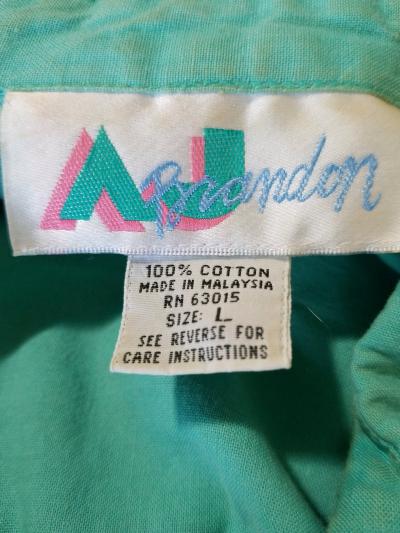 AJ Brandon
100% COTTON
MADE IN MALAYSIA
RN 63015
SIZE: L
SEE REVERSE FOR
CARE INSTRUCTIONS